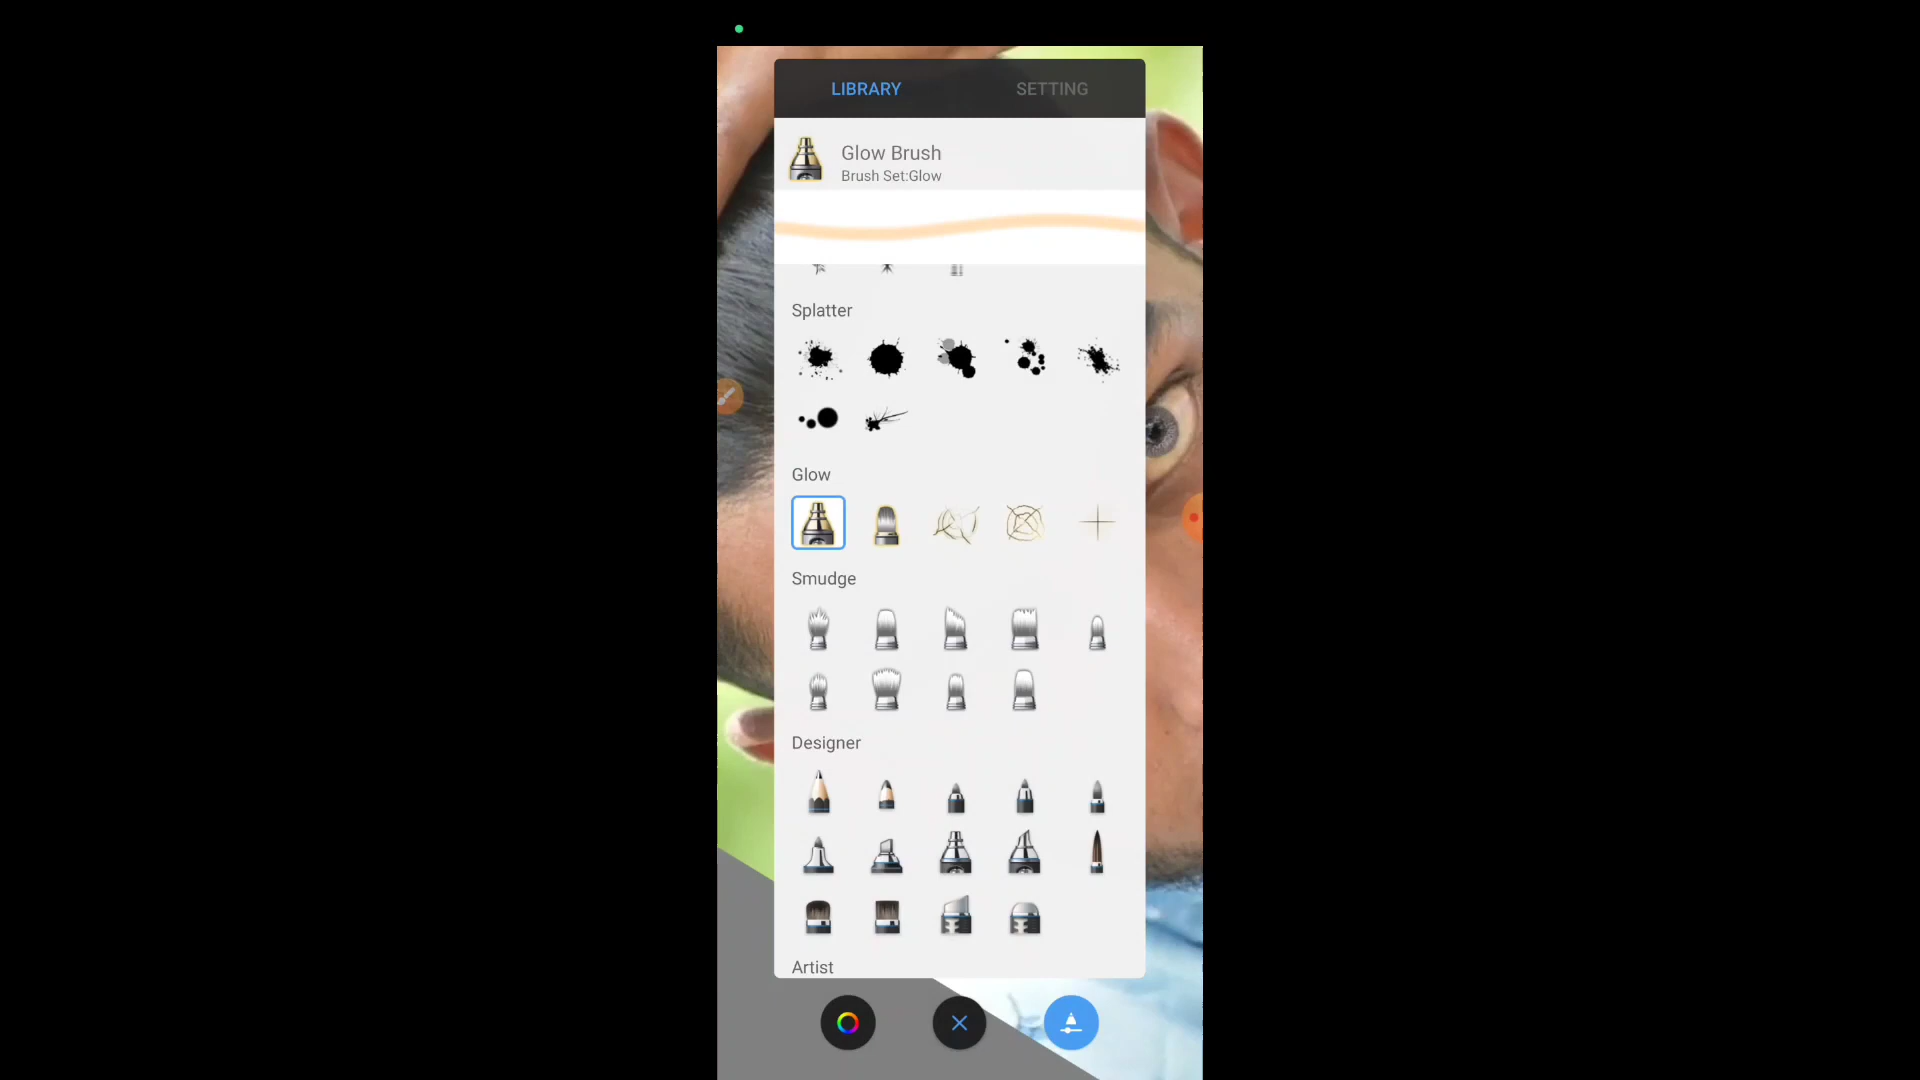 LIBRARY
SETTING
Glow Brush
Brush Set:Glow
Splatter
Glow
Smudge
Designer
Artist